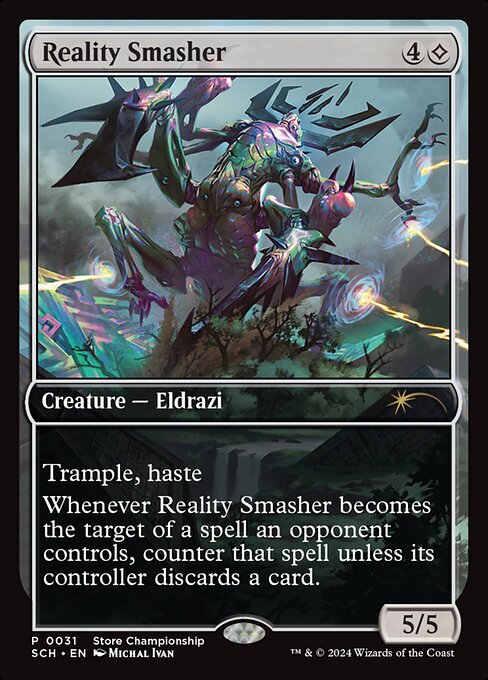 Reality Smasher 4
Creature — Eldrazi
Trample, haste
Whenever Reality Smasher becomes
the target of a spell an opponent
controls, counter that spell unless its
controller discards a card.
5/5
P 0031 Store Championship
SCH • EN Michal Ivan
™ & © 2024 Wizards of the Coast